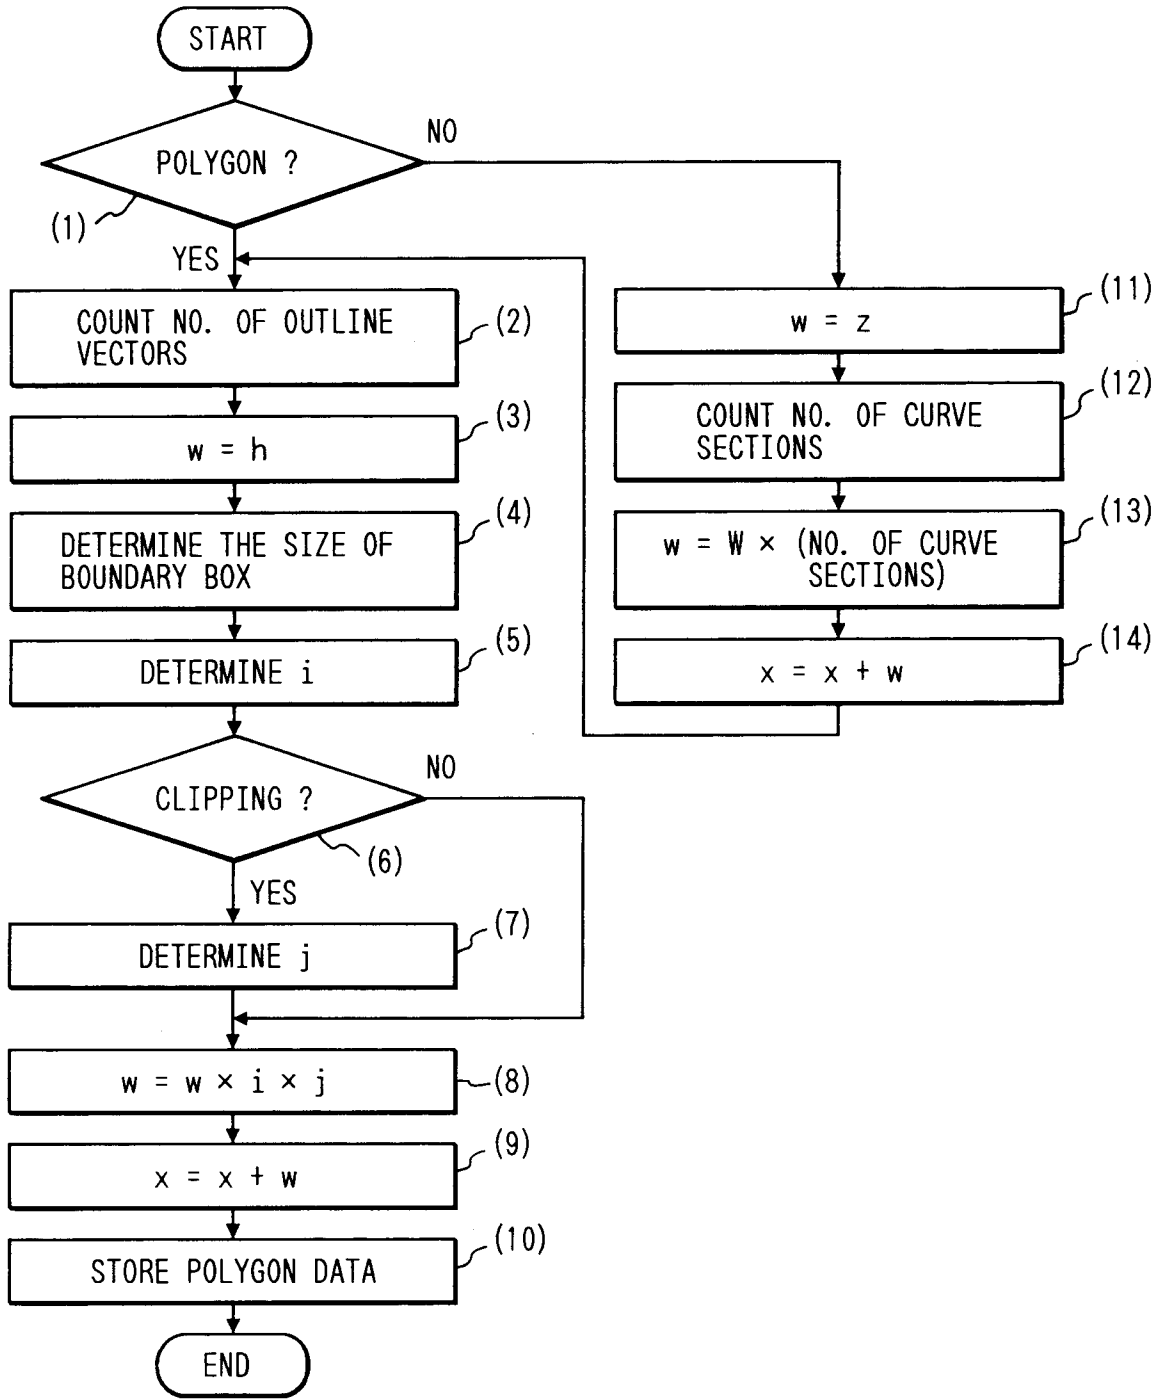 START
POLYGON ?
NO
(1)
YES
COUNT NO. OF OUTLINE
VECTORS
(2)
w = h
(3)
DETERMINE THE SIZE OF
BOUNDARY BOX
(4)
DETERMINE i
(5)
CLIPPING ?
NO
(6)
YES
DETERMINE j
(7)
w = w × i × j
(8)
x = x + w
(9)
STORE POLYGON DATA
(10)
END
w = z
(11)
COUNT NO. OF CURVE
SECTIONS
(12)
w = W × (NO. OF CURVE
SECTIONS)
(13)
x = x + w
(14)